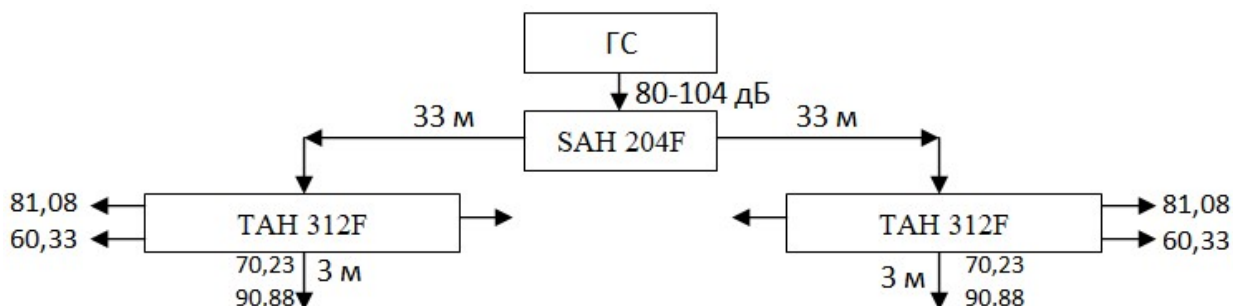 ГС
80-104 дБ
33 м
SAH 204F
33 м
81,08
60,33
TAH 312F
TAH 312F
81,08
60,33
70,23
90,88
3 м
3 м
70,23
90,88